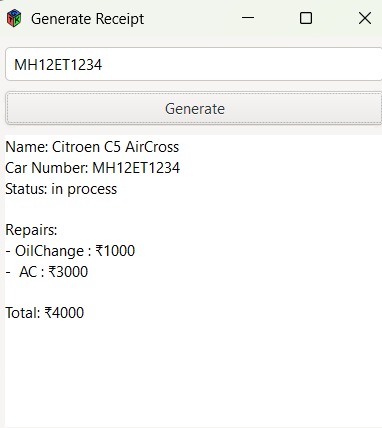 Generate Receipt
MH12ET1234
Generate
Name: Citroen C5 AirCross
Car Number: MH12ET1234
Status: in process
Repairs:
- OilChange : ₹1000
-  AC : ₹3000
Total: ₹4000